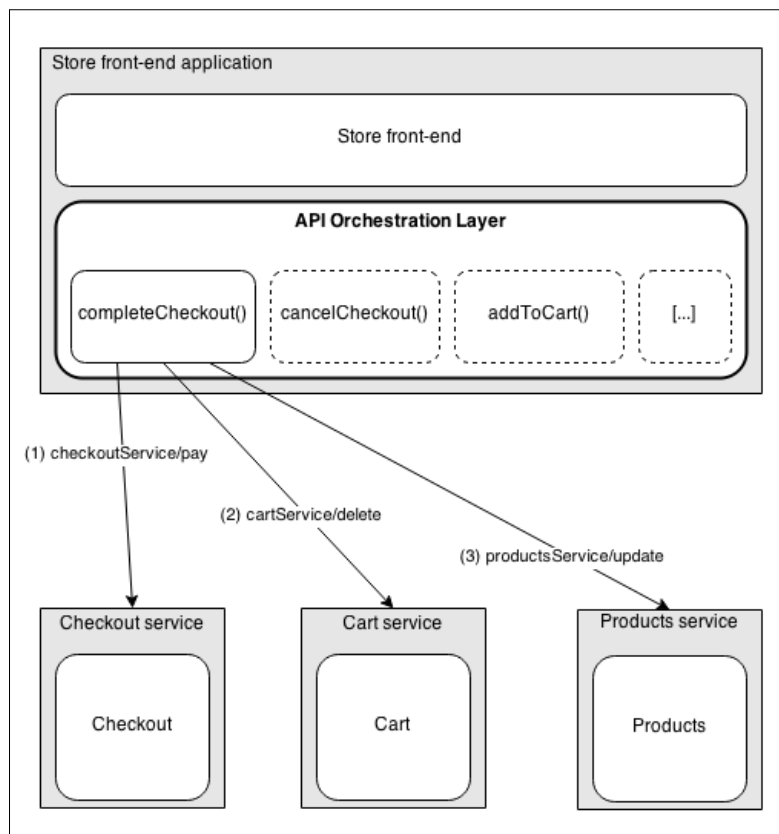 Store front-end application
Store front-end
API Orchestration Layer
completeCheckout()
cancelCheckout()
addToCart()
[...]
(1) checkoutService/pay
(2) cartService/delete
(3) productsService/update
Checkout service
Cart service
Products service
Checkout
Cart
Products